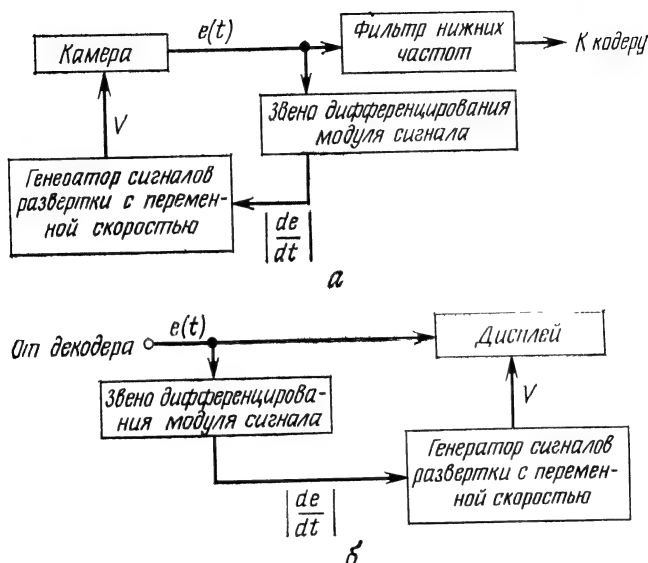 Камера
e(t)
Фильтр нижних
частот
К кодеру
Звено дифференцирования
модуля сигнала
V
Генератор сигналов
развертки с перемен-
ной скоростью
|de/dt|
а
От декодера
e(t)
Дисплей
Звено дифференцирова-
ния модуля сигнала
V
Генератор сигналов
развертки с перемен-
ной скоростью
|de/dt|
б